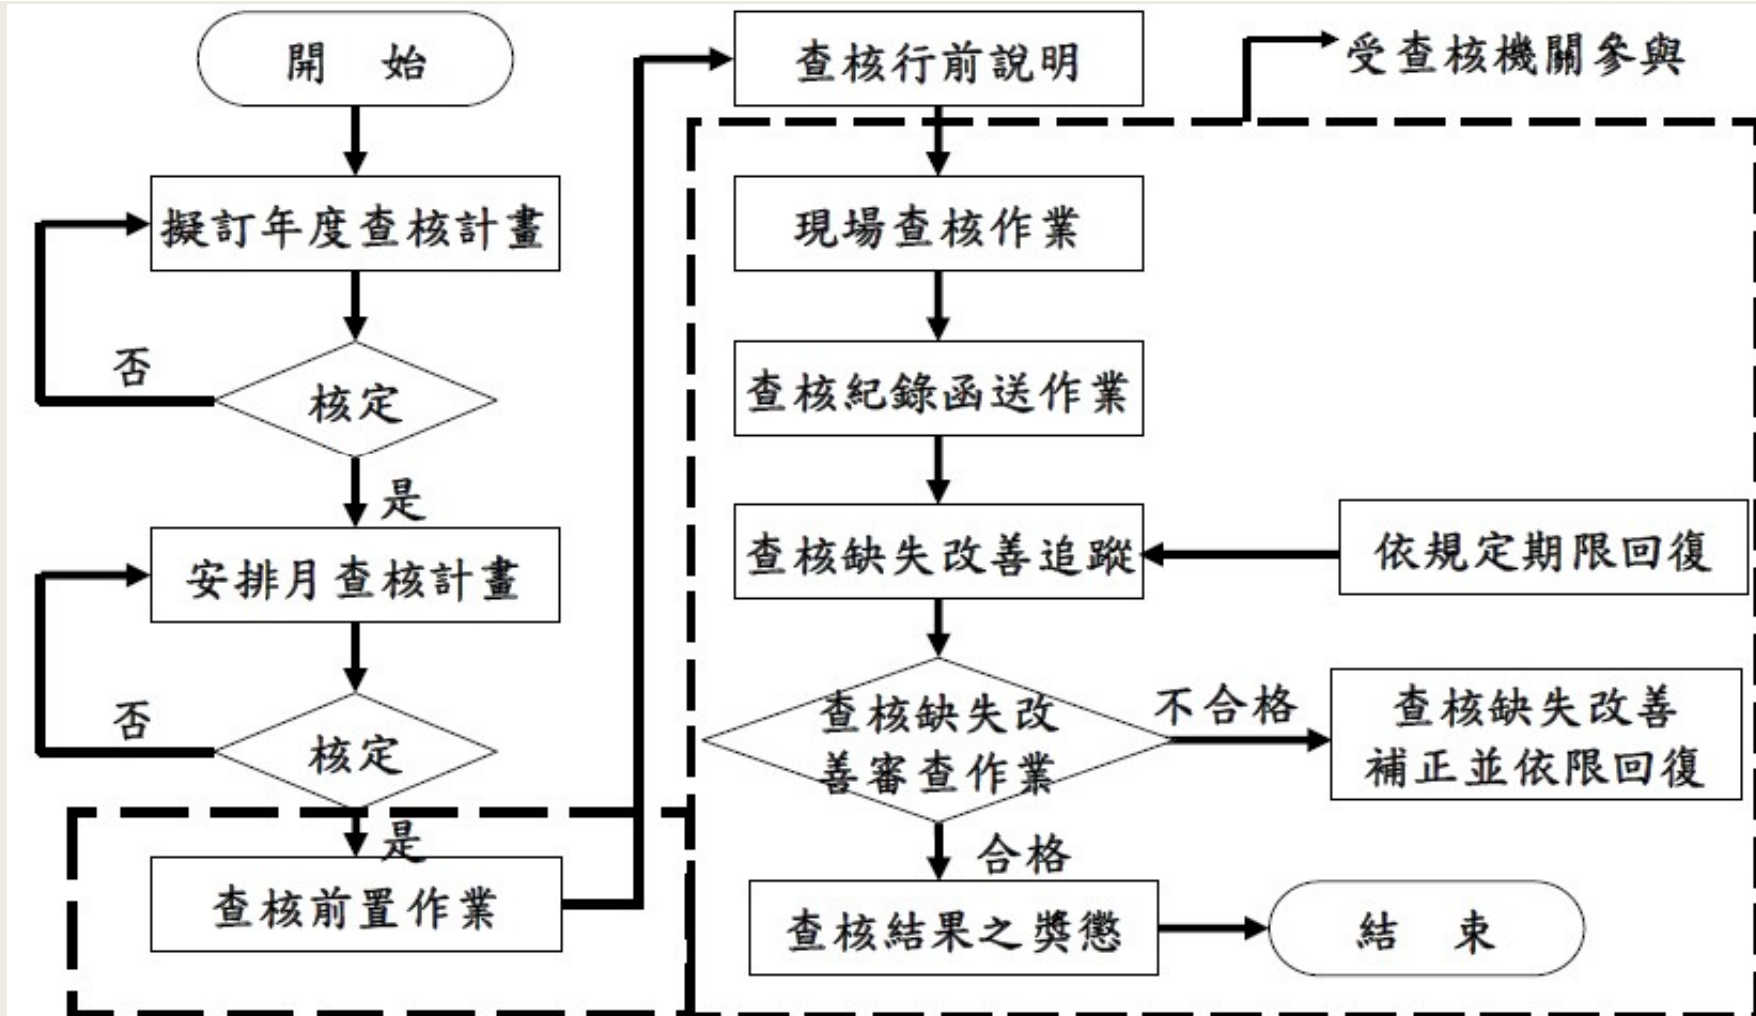 開 始
擬訂年度查核計畫
否
核定
是
安排月查核計畫
否
核定
是
查核前置作業
查核行前說明
受查核機關參與
現場查核作業
查核紀錄函送作業
查核缺失改善追蹤
依規定期限回復
查核缺失改
善審查作業
不合格
查核缺失改善
補正並依限回復
合格
查核結果之獎懲
結 束